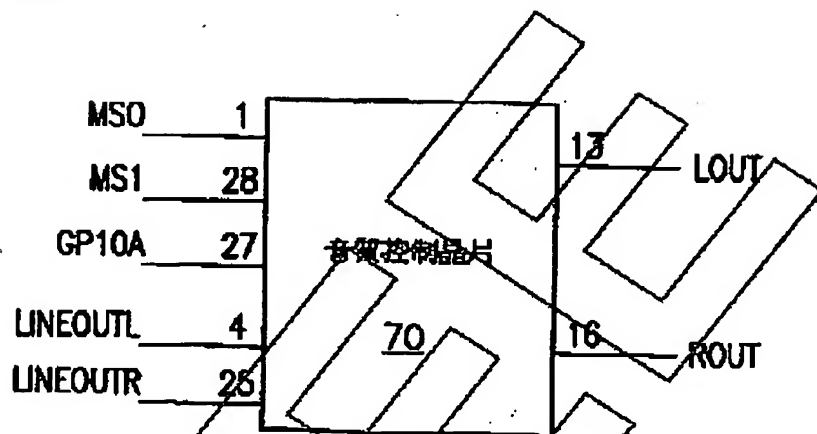 MS0 1
13 LOUT
MS1 28
GP10A 27
音質控制晶片
LINEOUTL 4
70
16 ROUT
LINEOUTR 25